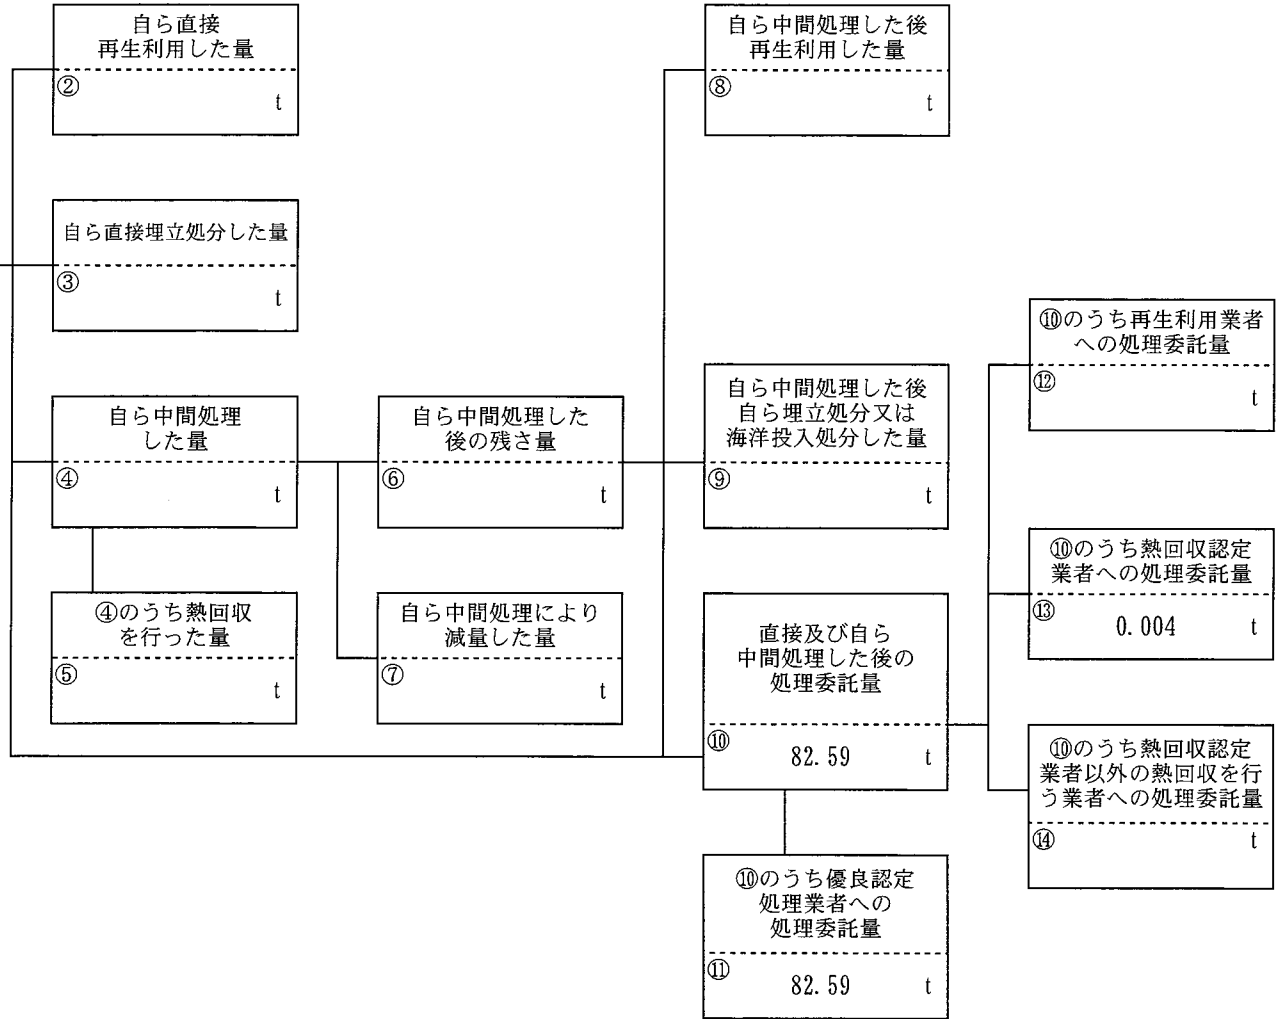 自ら直接
再生利用した量
②
t
自ら直接埋立処分した量
③
t
自ら中間処理
した量
④
t
④のうち熱回収
を行った量
⑤
t
自ら中間処理した
後の残さ量
⑥
t
自ら中間処理により
減量した量
⑦
t
自ら中間処理した後
再生利用した量
⑧
t
自ら中間処理した後
自ら埋立処分又は
海洋投入処分した量
⑨
t
直接及び自ら
中間処理した後の
処理委託量
⑩ 82.59 t
⑩のうち優良認定
処理業者への
処理委託量
⑪ 82.59 t
⑩のうち再生利用業者
への処理委託量
⑫
t
⑩のうち熱回収認定
業者への処理委託量
⑬ 0.004 t
⑩のうち熱回収認定
業者以外の熱回収を行
う業者への処理委託量
⑭ t